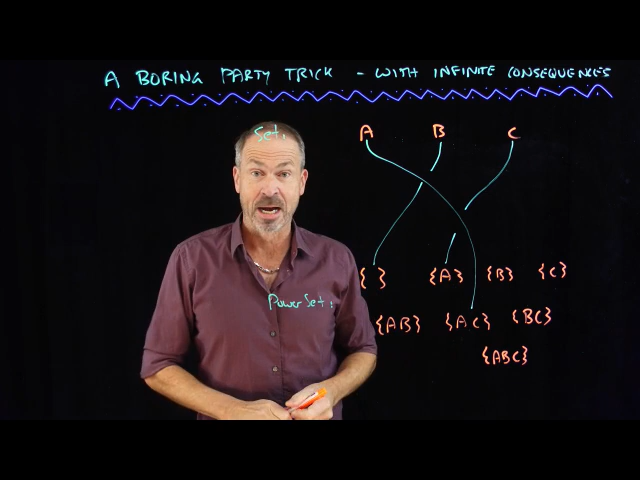 A BORING PARTY TRICK - WITH INFINITE CONSEQUENCES
Set:
A B C
{ } {A} {B} {C}
Power Set:
{AB} {AC} {BC}
{ABC}